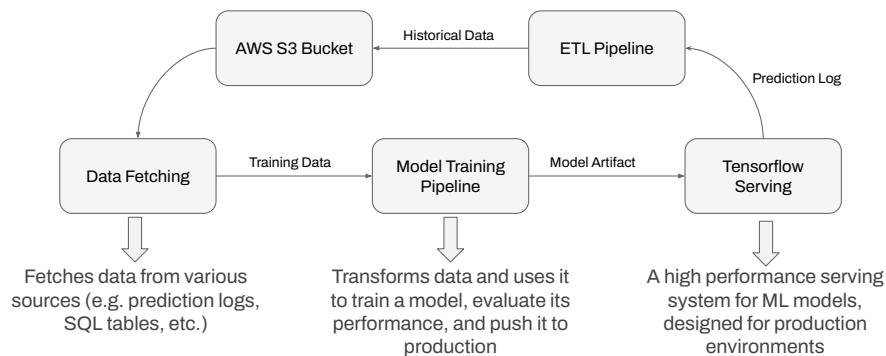 AWS S3 Bucket
Historical Data
ETL Pipeline
Prediction Log
Data Fetching
Training Data
Model Training
Pipeline
Model Artifact
Tensorflow
Serving
Fetches data from various
sources (e.g. prediction logs,
SQL tables, etc.)
Transforms data and uses it
to train a model, evaluate its
performance, and push it to
production
A high performance serving
system for ML models,
designed for production
environments